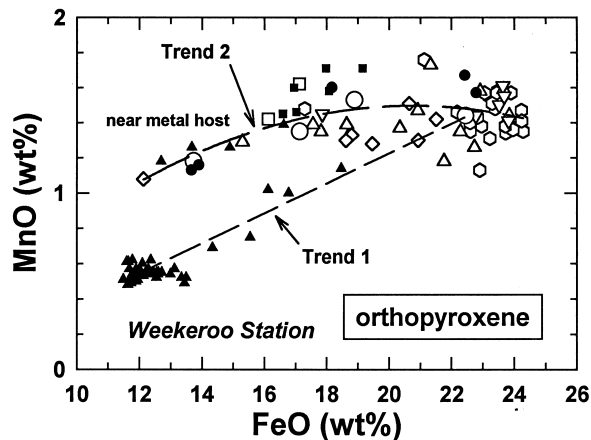 2
Trend 2
near metal host
MnO (wt%)
1
Trend 1
Weekeroo Station
orthopyroxene
0
10 12 14 16 18 20 22 24 26
FeO (wt%)